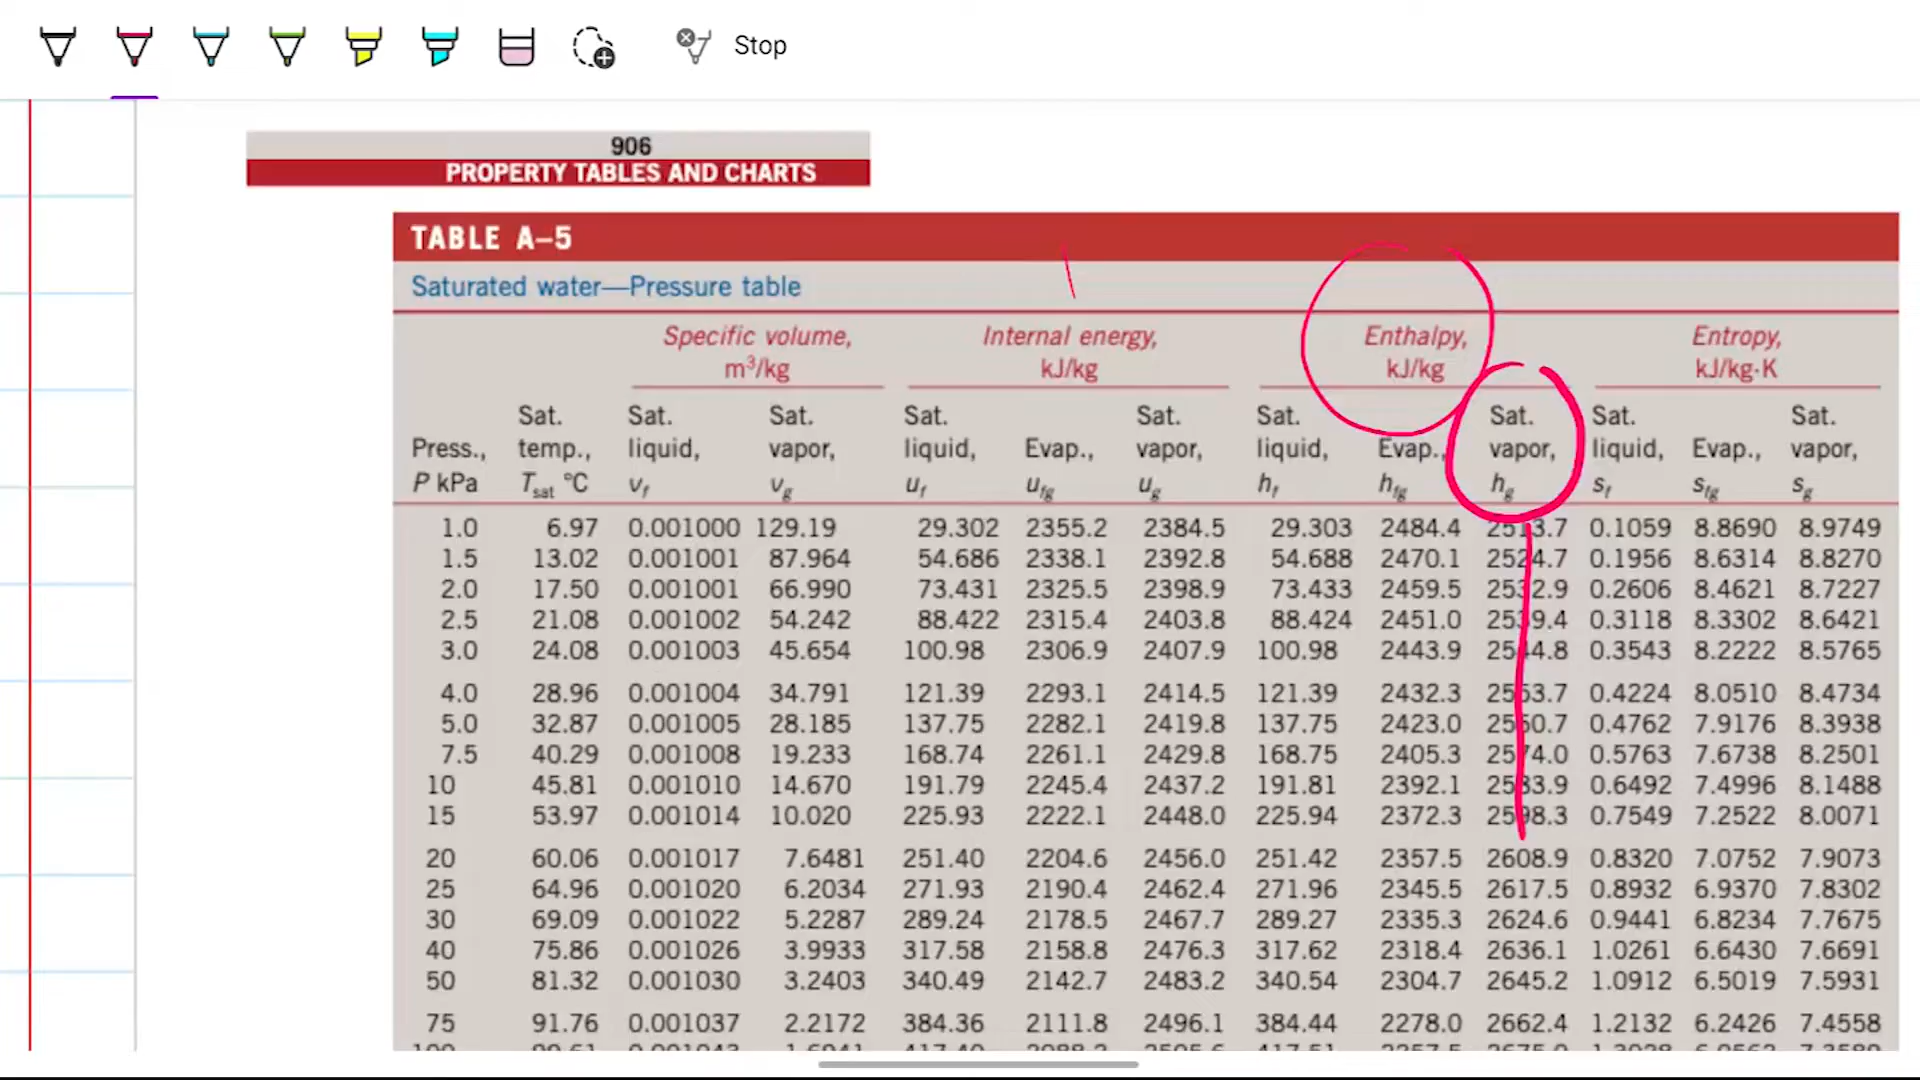 Stop
906
PROPERTY TABLES AND CHARTS
TABLE A–5
Saturated water—Pressure table
Specific volume, Internal energy, Enthalpy, Entropy,
m³/kg kJ/kg kJ/kg kJ/kg·K
Sat. Sat. Sat. Sat. Sat. Sat. Sat. Sat. Sat.
Press., temp., liquid, vapor, liquid, Evap., vapor, liquid, Evap., vapor, liquid, Evap., vapor,
P kPa Tsat °C vf vg uf ufg ug hf hfg hg sf sfg sg
1.0 6.97 0.001000 129.19 29.302 2355.2 2384.5 29.303 2484.4 2513.7 0.1059 8.8690 8.9749
1.5 13.02 0.001001 87.964 54.686 2338.1 2392.8 54.688 2470.1 2524.7 0.1956 8.6314 8.8270
2.0 17.50 0.001001 66.990 73.431 2325.5 2398.9 73.433 2459.5 2532.9 0.2606 8.4621 8.7227
2.5 21.08 0.001002 54.242 88.422 2315.4 2403.8 88.424 2451.0 2539.4 0.3118 8.3302 8.6421
3.0 24.08 0.001003 45.654 100.98 2306.9 2407.9 100.98 2443.9 2544.8 0.3543 8.2222 8.5765
4.0 28.96 0.001004 34.791 121.39 2293.1 2414.5 121.39 2432.3 2553.7 0.4224 8.0510 8.4734
5.0 32.87 0.001005 28.185 137.75 2282.1 2419.8 137.75 2423.0 2560.7 0.4762 7.9176 8.3938
7.5 40.29 0.001008 19.233 168.74 2261.1 2429.8 168.75 2405.3 2574.0 0.5763 7.6738 8.2501
10 45.81 0.001010 14.670 191.79 2245.4 2437.2 191.81 2392.1 2583.9 0.6492 7.4996 8.1488
15 53.97 0.001014 10.020 225.93 2222.1 2448.0 225.94 2372.3 2598.3 0.7549 7.2522 8.0071
20 60.06 0.001017 7.6481 251.40 2204.6 2456.0 251.42 2357.5 2608.9 0.8320 7.0752 7.9073
25 64.96 0.001020 6.2034 271.93 2190.4 2462.4 271.96 2345.5 2617.5 0.8932 6.9370 7.8302
30 69.09 0.001022 5.2287 289.24 2178.5 2467.7 289.27 2335.3 2624.6 0.9441 6.8234 7.7675
40 75.86 0.001026 3.9933 317.58 2158.8 2476.3 317.62 2318.4 2636.1 1.0261 6.6430 7.6691
50 81.32 0.001030 3.2403 340.49 2142.7 2483.2 340.54 2304.7 2645.2 1.0912 6.5019 7.5931
75 91.76 0.001037 2.2172 384.36 2111.8 2496.1 384.44 2278.0 2662.4 1.2132 6.2426 7.4558